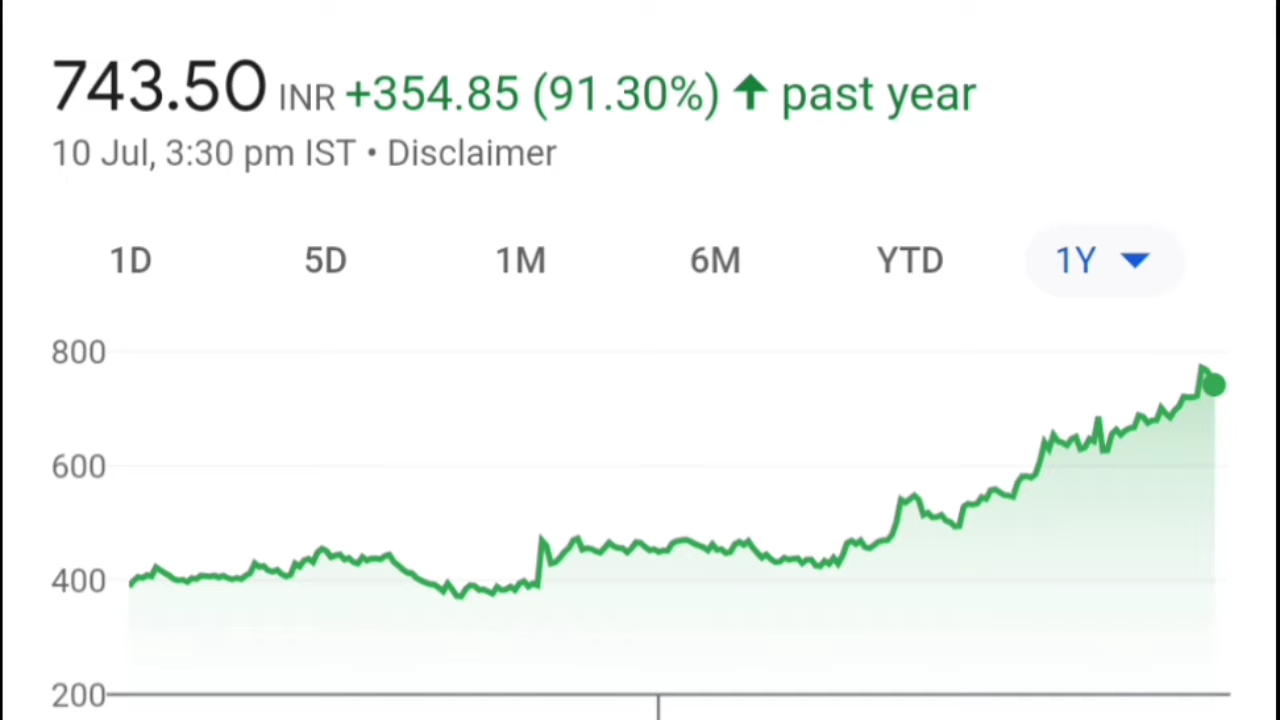 743.50 INR +354.85 (91.30%) ↑ past year
10 Jul, 3:30 pm IST • Disclaimer
1D 5D 1M 6M YTD 1Y
800
600
400
200